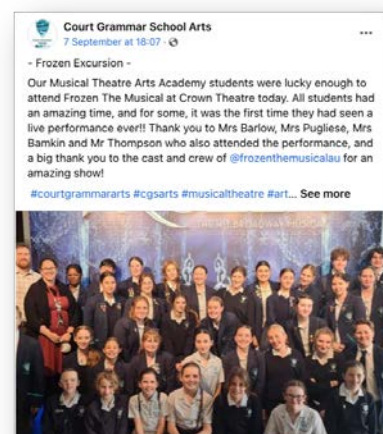 Court Grammar School Arts
7 September at 18:07 ·
- Frozen Excursion -
Our Musical Theatre Arts Academy students were lucky enough to
attend Frozen The Musical at Crown Theatre today. All students had
an amazing time, and for some, it was the first time they had seen a
live performance ever!! Thank you to Mrs Barlow, Mrs Pugliese, Mrs
Bamkin and Mr Thompson who also attended the performance, and
a big thank you to the cast and crew of @frozenthemusicalau for an
amazing show!
#courtgrammararts #cgsarts #musicaltheatre #art... See more
THE HIT BROADWAY MUSICAL